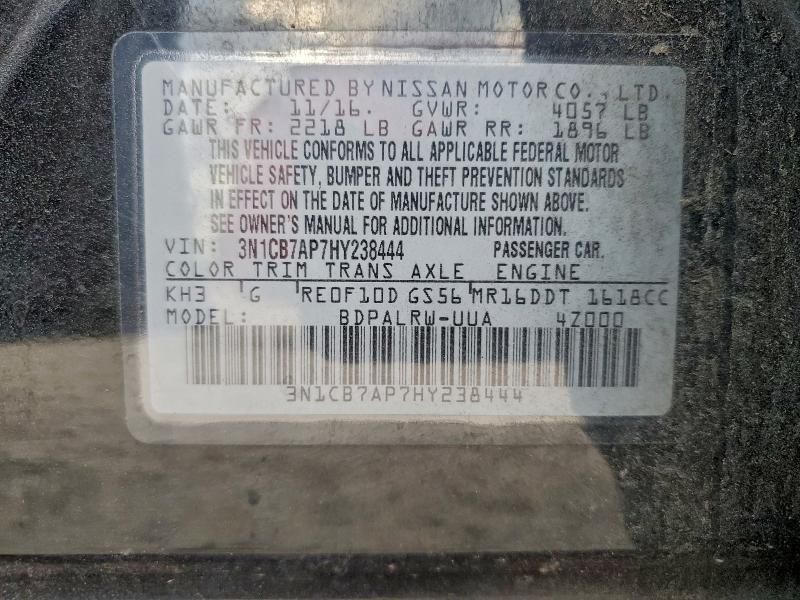 MANUFACTURED BY NISSAN MOTOR CO., LTD.
DATE: 11/16. GVWR: 4057 LB
GAWR FR: 2218 LB GAWR RR: 1896 LB
THIS VEHICLE CONFORMS TO ALL APPLICABLE FEDERAL MOTOR
VEHICLE SAFETY, BUMPER AND THEFT PREVENTION STANDARDS
IN EFFECT ON THE DATE OF MANUFACTURE SHOWN ABOVE.
SEE OWNER'S MANUAL FOR ADDITIONAL INFORMATION.
VIN: 3N1CB7AP7HY238444 PASSENGER CAR.
COLOR TRIM TRANS AXLE ENGINE
KH3 G RE0F10D GS56 MR16DDT 1618CC
MODEL: BDPALRW-UUA 4Z000
3N1CB7AP7HY238444